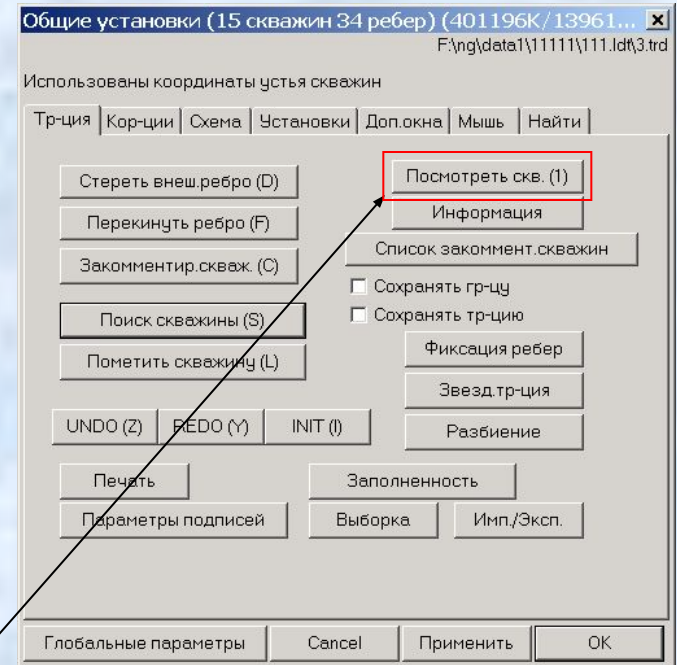 Общие установки (15 скважин 34 ребер) (401196K/13961...
F:\ng\data1\11111\111.ldt\3.trd
Использованы координаты устья скважин
Тр-ция Кор-ции Схема Установки Доп.окна Мышь Найти
Стереть внеш.ребро (D)
Посмотреть скв. (1)
Перекинуть ребро (F)
Информация
Закомментир.скваж. (C)
Список закоммент.скважин
Сохранять гр-цу
Поиск скважины (S)
Сохранять тр-цию
Пометить скважину (L)
Фиксация ребер
Звезд.тр-ция
UNDO (Z) REDO (Y) INIT (I)
Разбиение
Печать
Заполненность
Параметры подписей
Выборка
Имп./Эксп.
Глобальные параметры
Cancel
Применить
OK